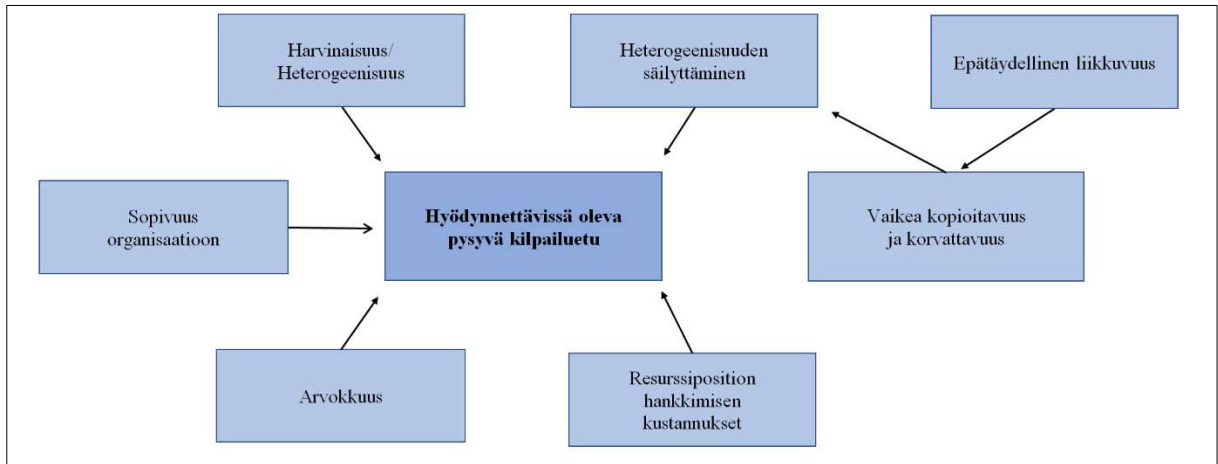 Harvinaisuus/
Heterogeenisuus
Heterogeenisuuden
säilyttäminen
Epätäydellinen liikkuvuus
Sopivuus
organisaatioon
Hyödynnettävissä oleva
pysyvä kilpailuetu
Vaikea kopioitavuus
ja korvattavuus
Arvokkuus
Resurssiposition
hankkimisen
kustannukset